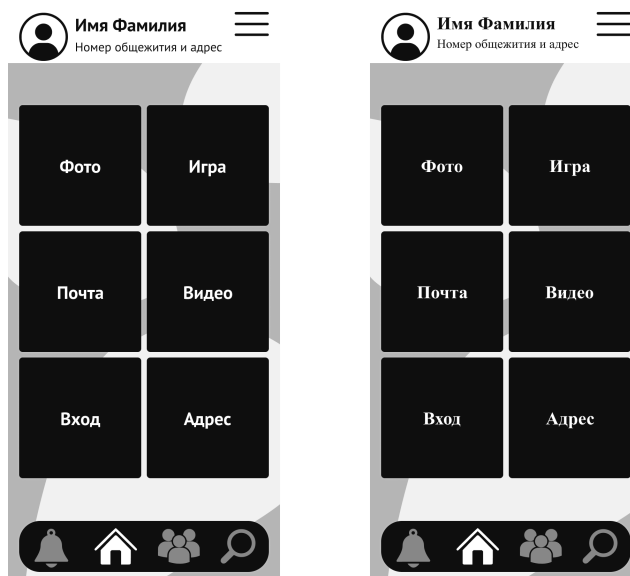 Имя Фамилия
Номер общежития и адрес
Фото
Игра
Почта
Видео
Вход
Адрес
Имя Фамилия
Номер общежития и адрес
Фото
Игра
Почта
Видео
Вход
Адрес